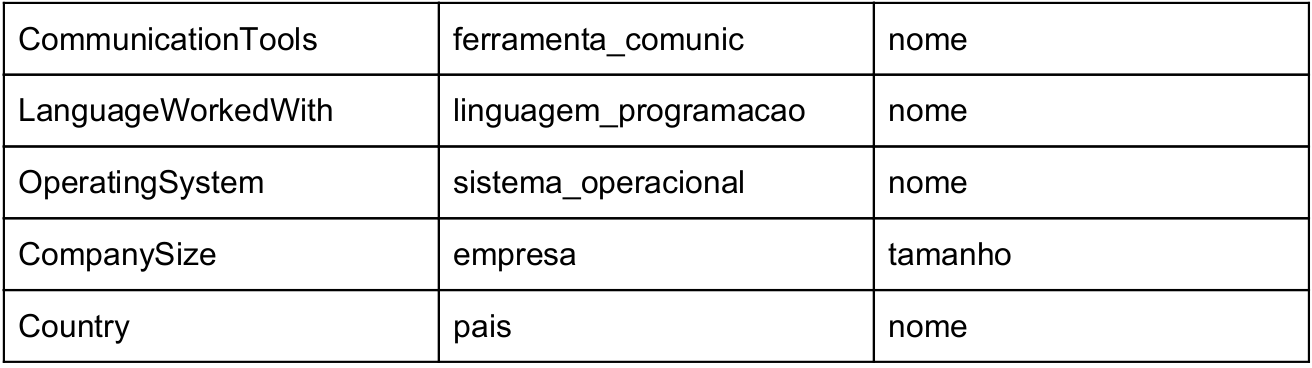 CommunicationTools ferramenta_comunic nome
LanguageWorkedWith linguagem_programacao nome
OperatingSystem sistema_operacional nome
CompanySize empresa tamanho
Country pais nome